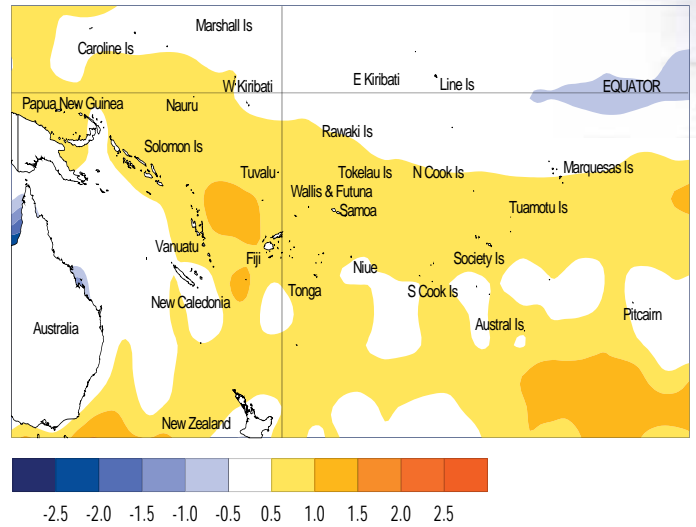 Marshall Is
Caroline Is
W Kiribati
E Kiribati
Line Is
EQUATOR
Papua New Guinea
Nauru
Rawaki Is
Solomon Is
Tuvalu
Tokelau Is
N Cook Is
Marquesas Is
Wallis & Futuna
Samoa
Tuamotu Is
Vanuatu
Fiji
Niue
Society Is
New Caledonia
Tonga
S Cook Is
Australia
Austral Is
Pitcairn
New Zealand
-2.5 -2.0 -1.5 -1.0 -0.5 0.5 1.0 1.5 2.0 2.5